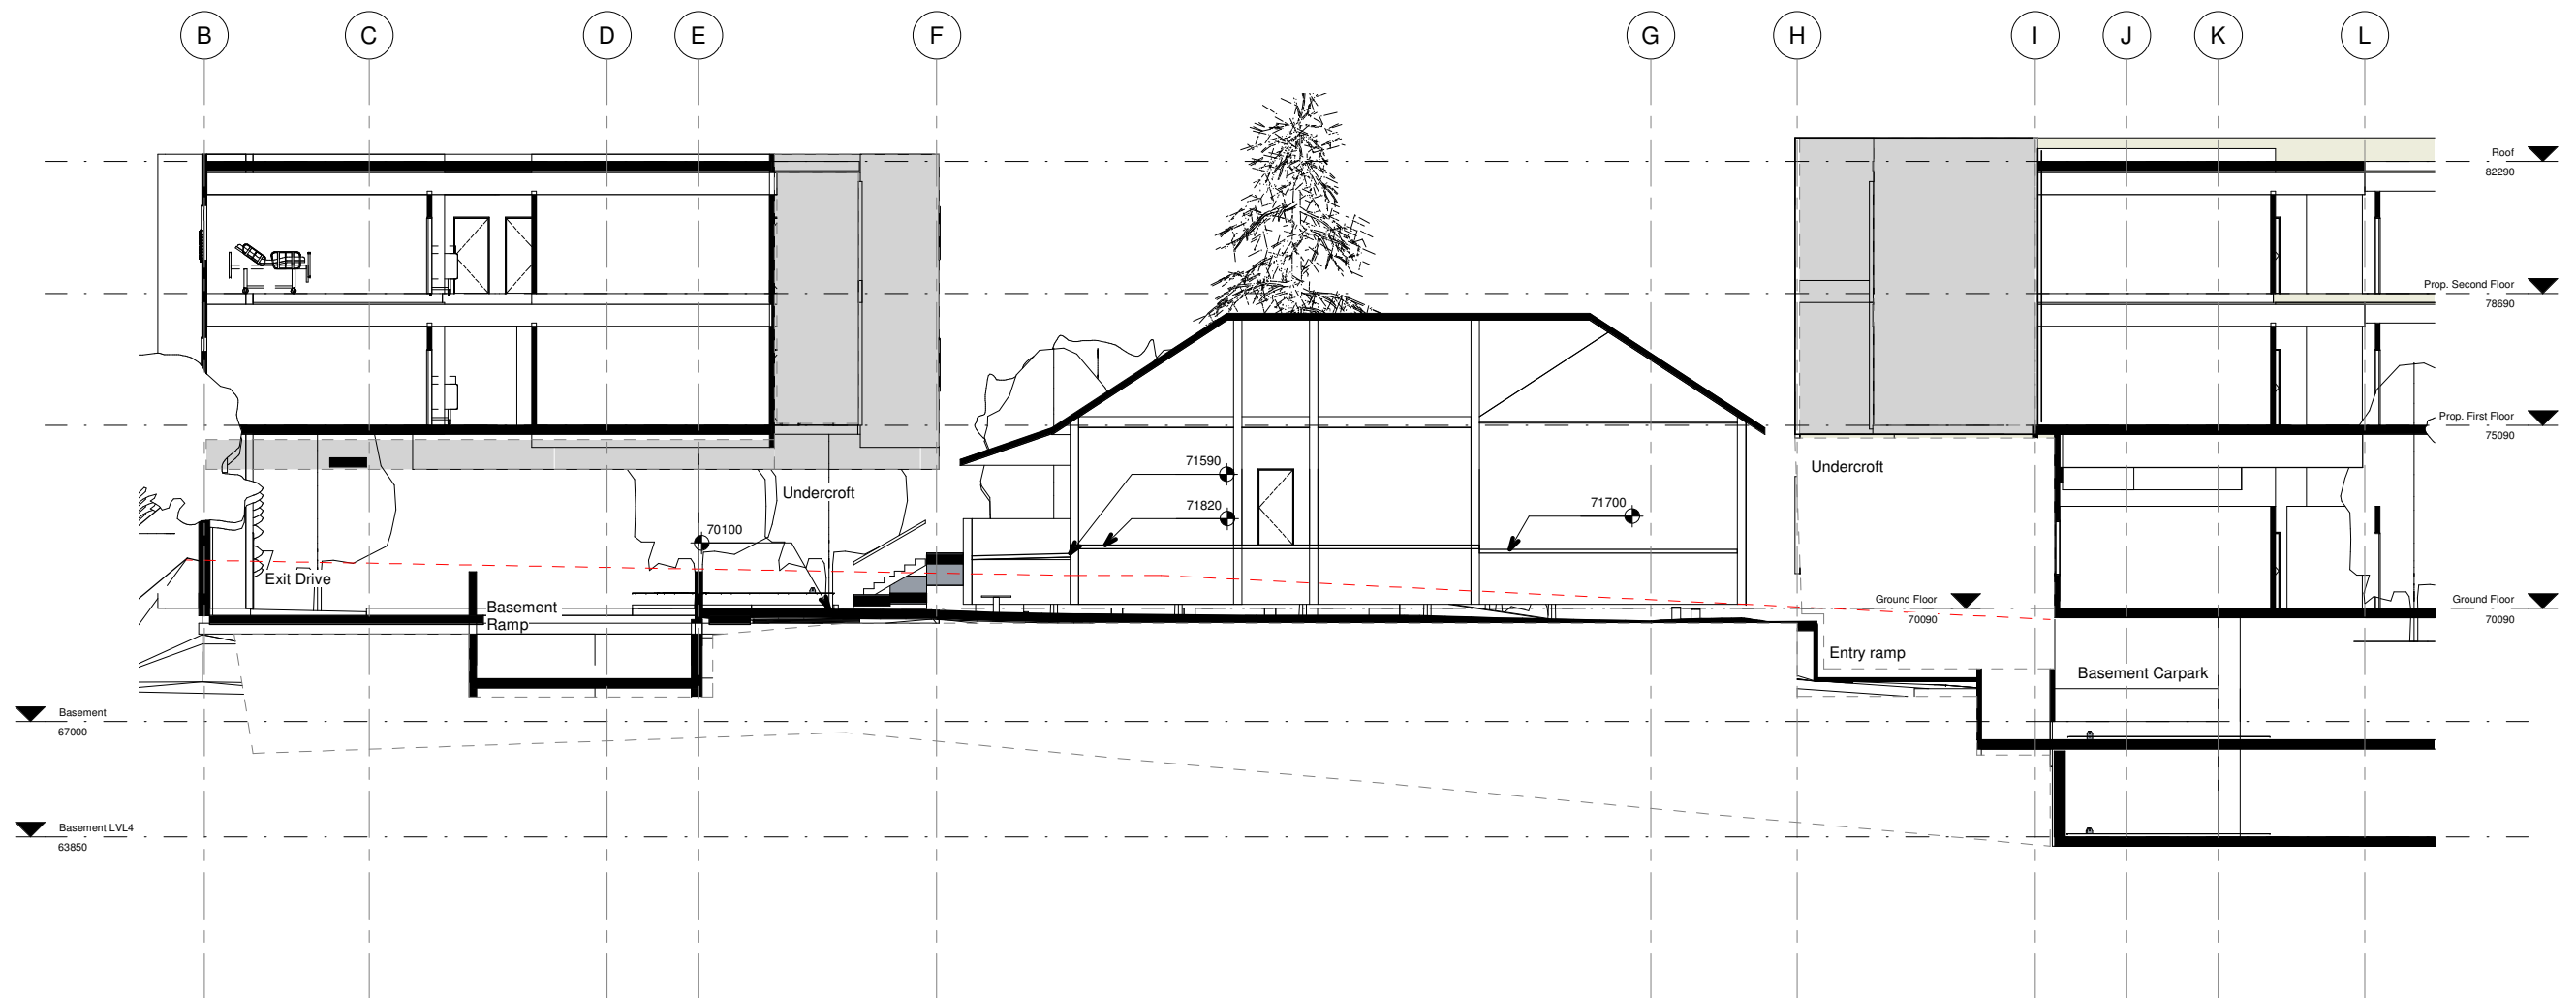 B C D E F G H I J K L
Roof
82290
Prop. Second Floor
78690
Prop. First Floor
75090
71590
Undercroft
Undercroft
71820
71700
70100
Exit Drive
Basement
Ramp
Ground Floor
70090
Ground Floor
70090
Entry ramp
Basement Carpark
Basement
67000
Basement LVL4
63850